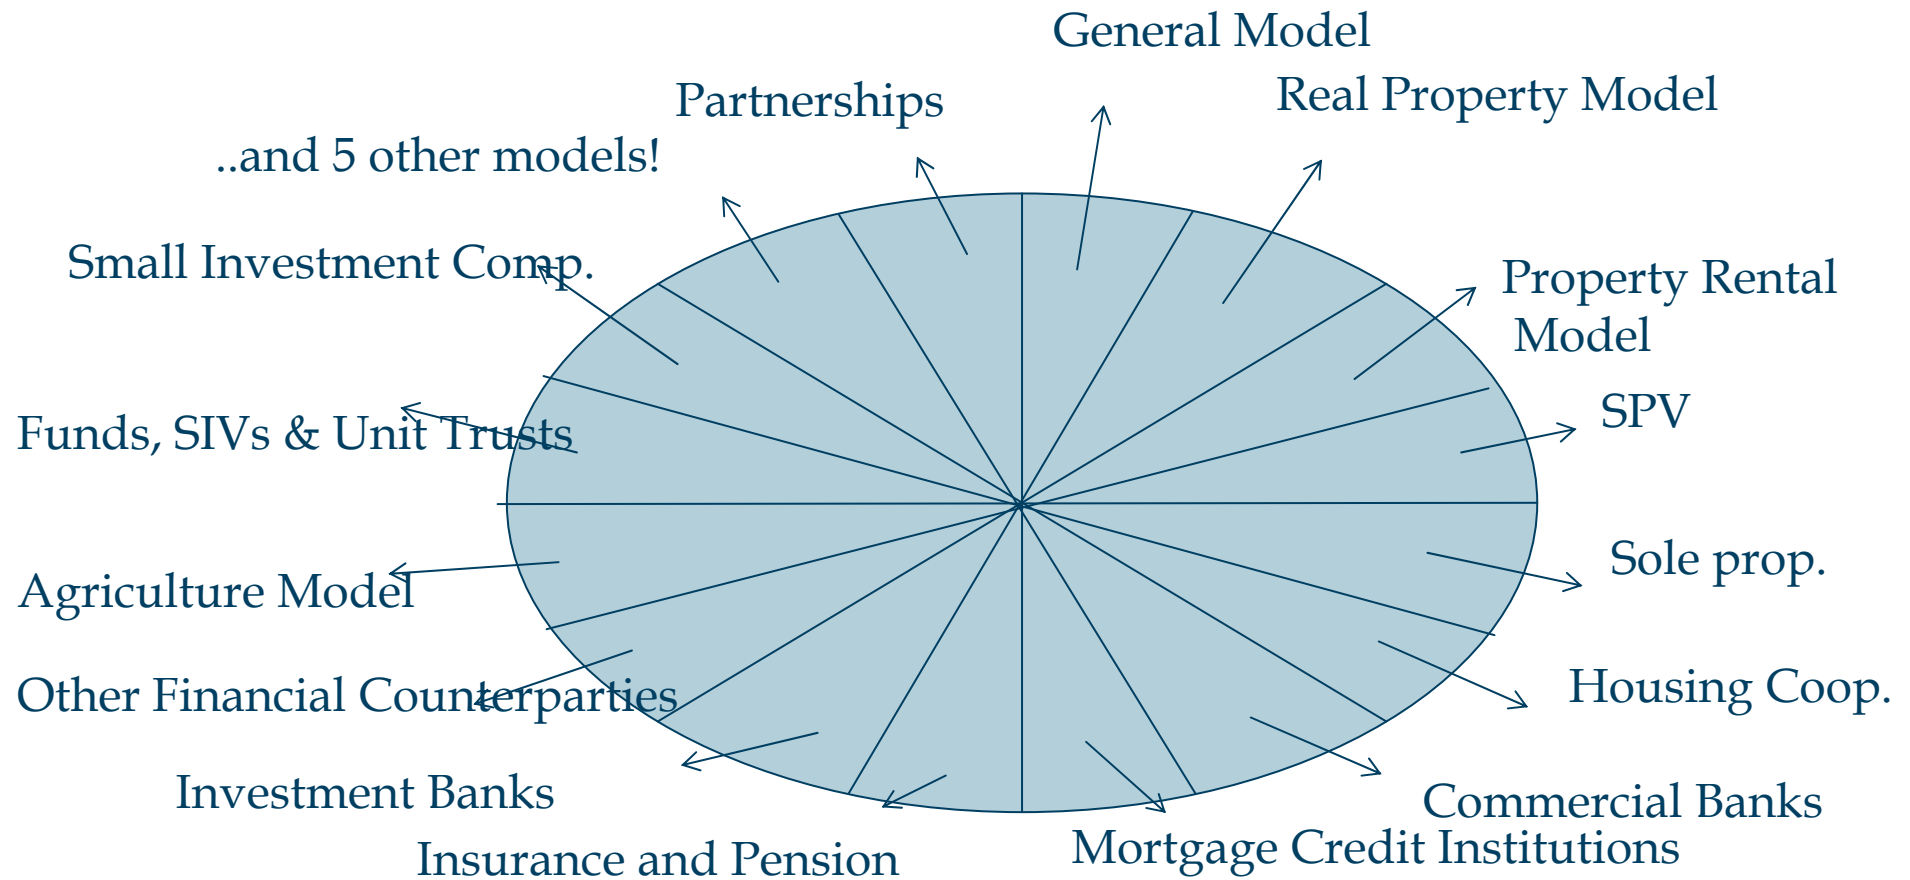 General Model
Real Property Model
Partnerships
..and 5 other models!
Small Investment Comp.
Property Rental
Model
SPV
Funds, SIVs & Unit Trusts
Sole prop.
Agriculture Model
Housing Coop.
Other Financial Counterparties
Investment Banks
Commercial Banks
Mortgage Credit Institutions
Insurance and Pension